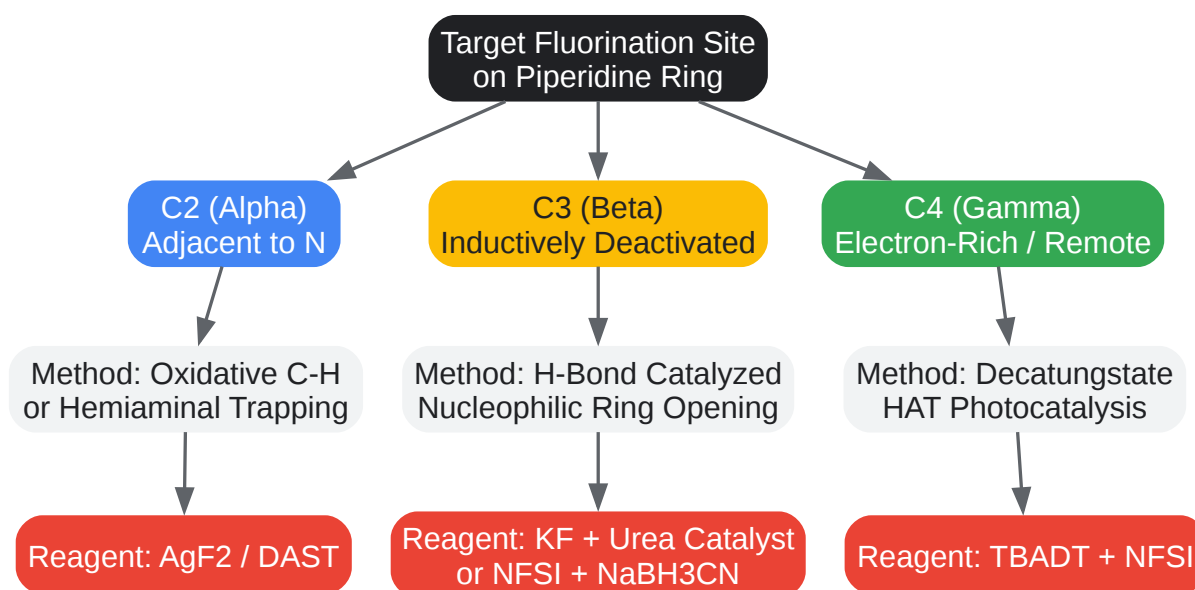 Target Fluorination Site
on Piperidine Ring
C2 (Alpha)
Adjacent to N
C3 (Beta)
Inductively Deactivated
C4 (Gamma)
Electron-Rich / Remote
Method: Oxidative C-H
or Hemiaminal Trapping
Method: H-Bond Catalyzed
Nucleophilic Ring Opening
Method: Decatungstate
HAT Photocatalysis
Reagent: AgF2 / DAST
Reagent: KF + Urea Catalyst
or NFSI + NaBH3CN
Reagent: TBADT + NFSI